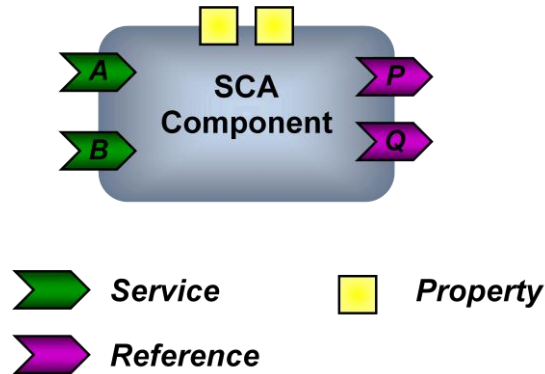 A
SCA
P
Component
B
Q
Service
Property
Reference